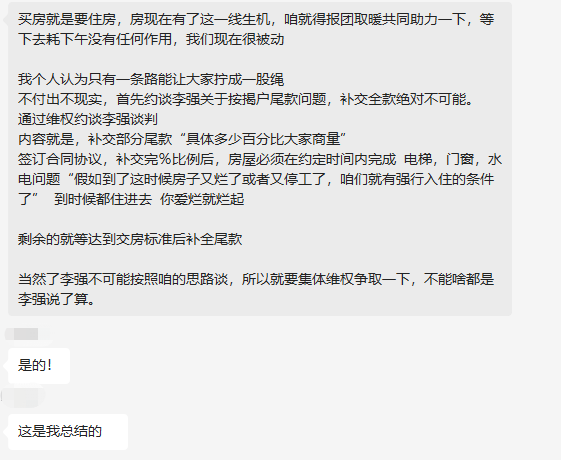 买房就是要住房，房现在有了这一线生机，咱就得报团取暖共同助力一下，等
下去耗下午没有任何作用，我们现在很被动
我个人认为只有一条路能让大家拧成一股绳
不付出不现实，首先约谈李强关于按揭户尾款问题，补交全款绝对不可能。
通过维权约谈李强谈判
内容就是，补交部分尾款“具体多少百分比大家商量”
签订合同协议，补交完%比例后，房屋必须在约定时间内完成 电梯，门窗，水
电问题“假如到了这时候房子又烂了或者又停工了，咱们就有强行入住的条件
了” 到时候都住进去 你爱烂就烂起
剩余的就等达到交房标准后补全尾款
当然了李强不可能按照咱的思路谈，所以就要集体维权争取一下，不能啥都是
李强说了算。
是的！
这是我总结的